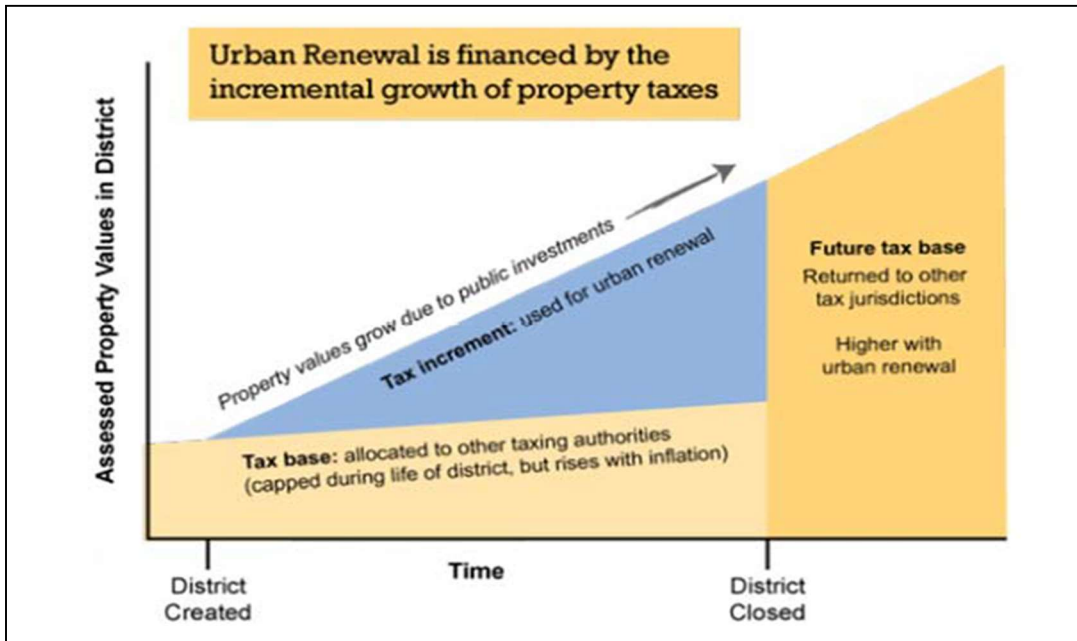 Urban Renewal is financed by the
incremental growth of property taxes
Assessed Property Values in District
Property values grow due to public investments
Tax increment: used for urban renewal
Tax base: allocated to other taxing authorities
(capped during life of district, but rises with inflation)
Future tax base
Returned to other
tax jurisdictions
Higher with
urban renewal
District
Created
Time
District
Closed